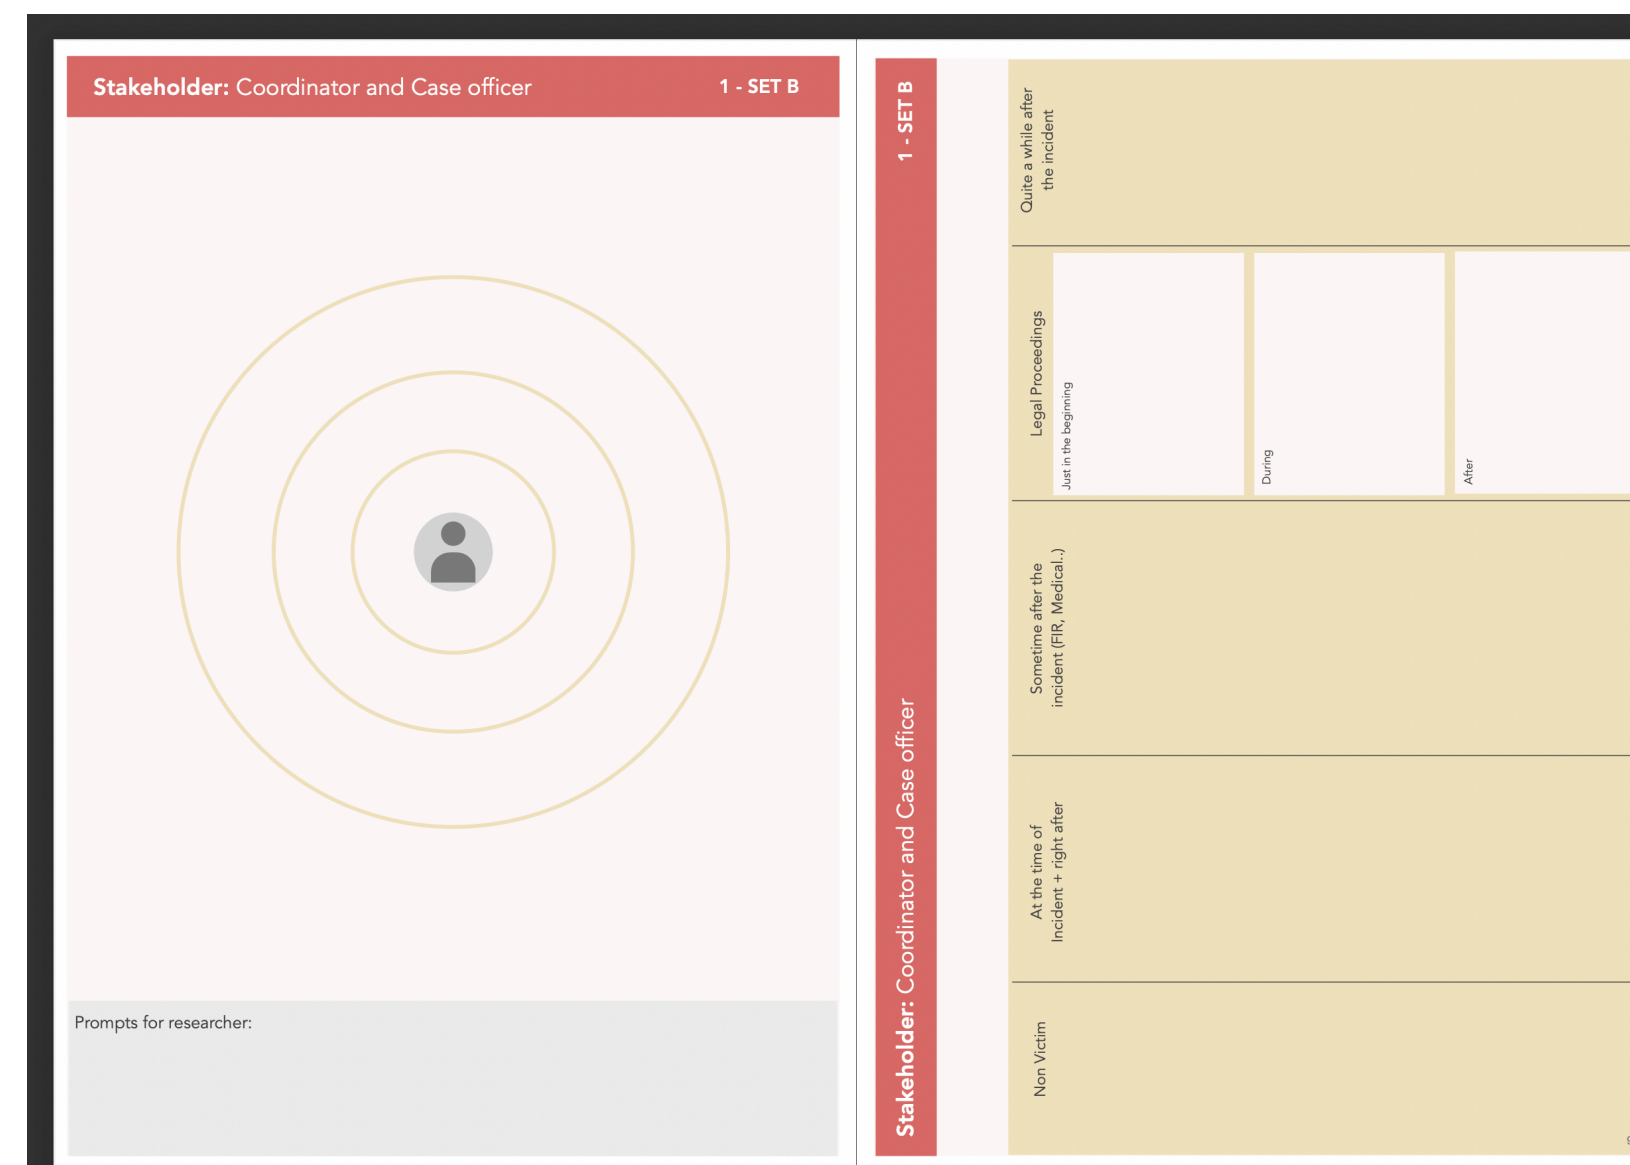 Stakeholder: Coordinator and Case officer
1 - SET B
Prompts for researcher:
Stakeholder: Coordinator and Case officer
1 - SET B
Non Victim
At the time of
Incident + right after
Sometime after the
incident (FIR, Medical..)
Legal Proceedings
Just in the beginning
During
After
Quite a while after
the incident